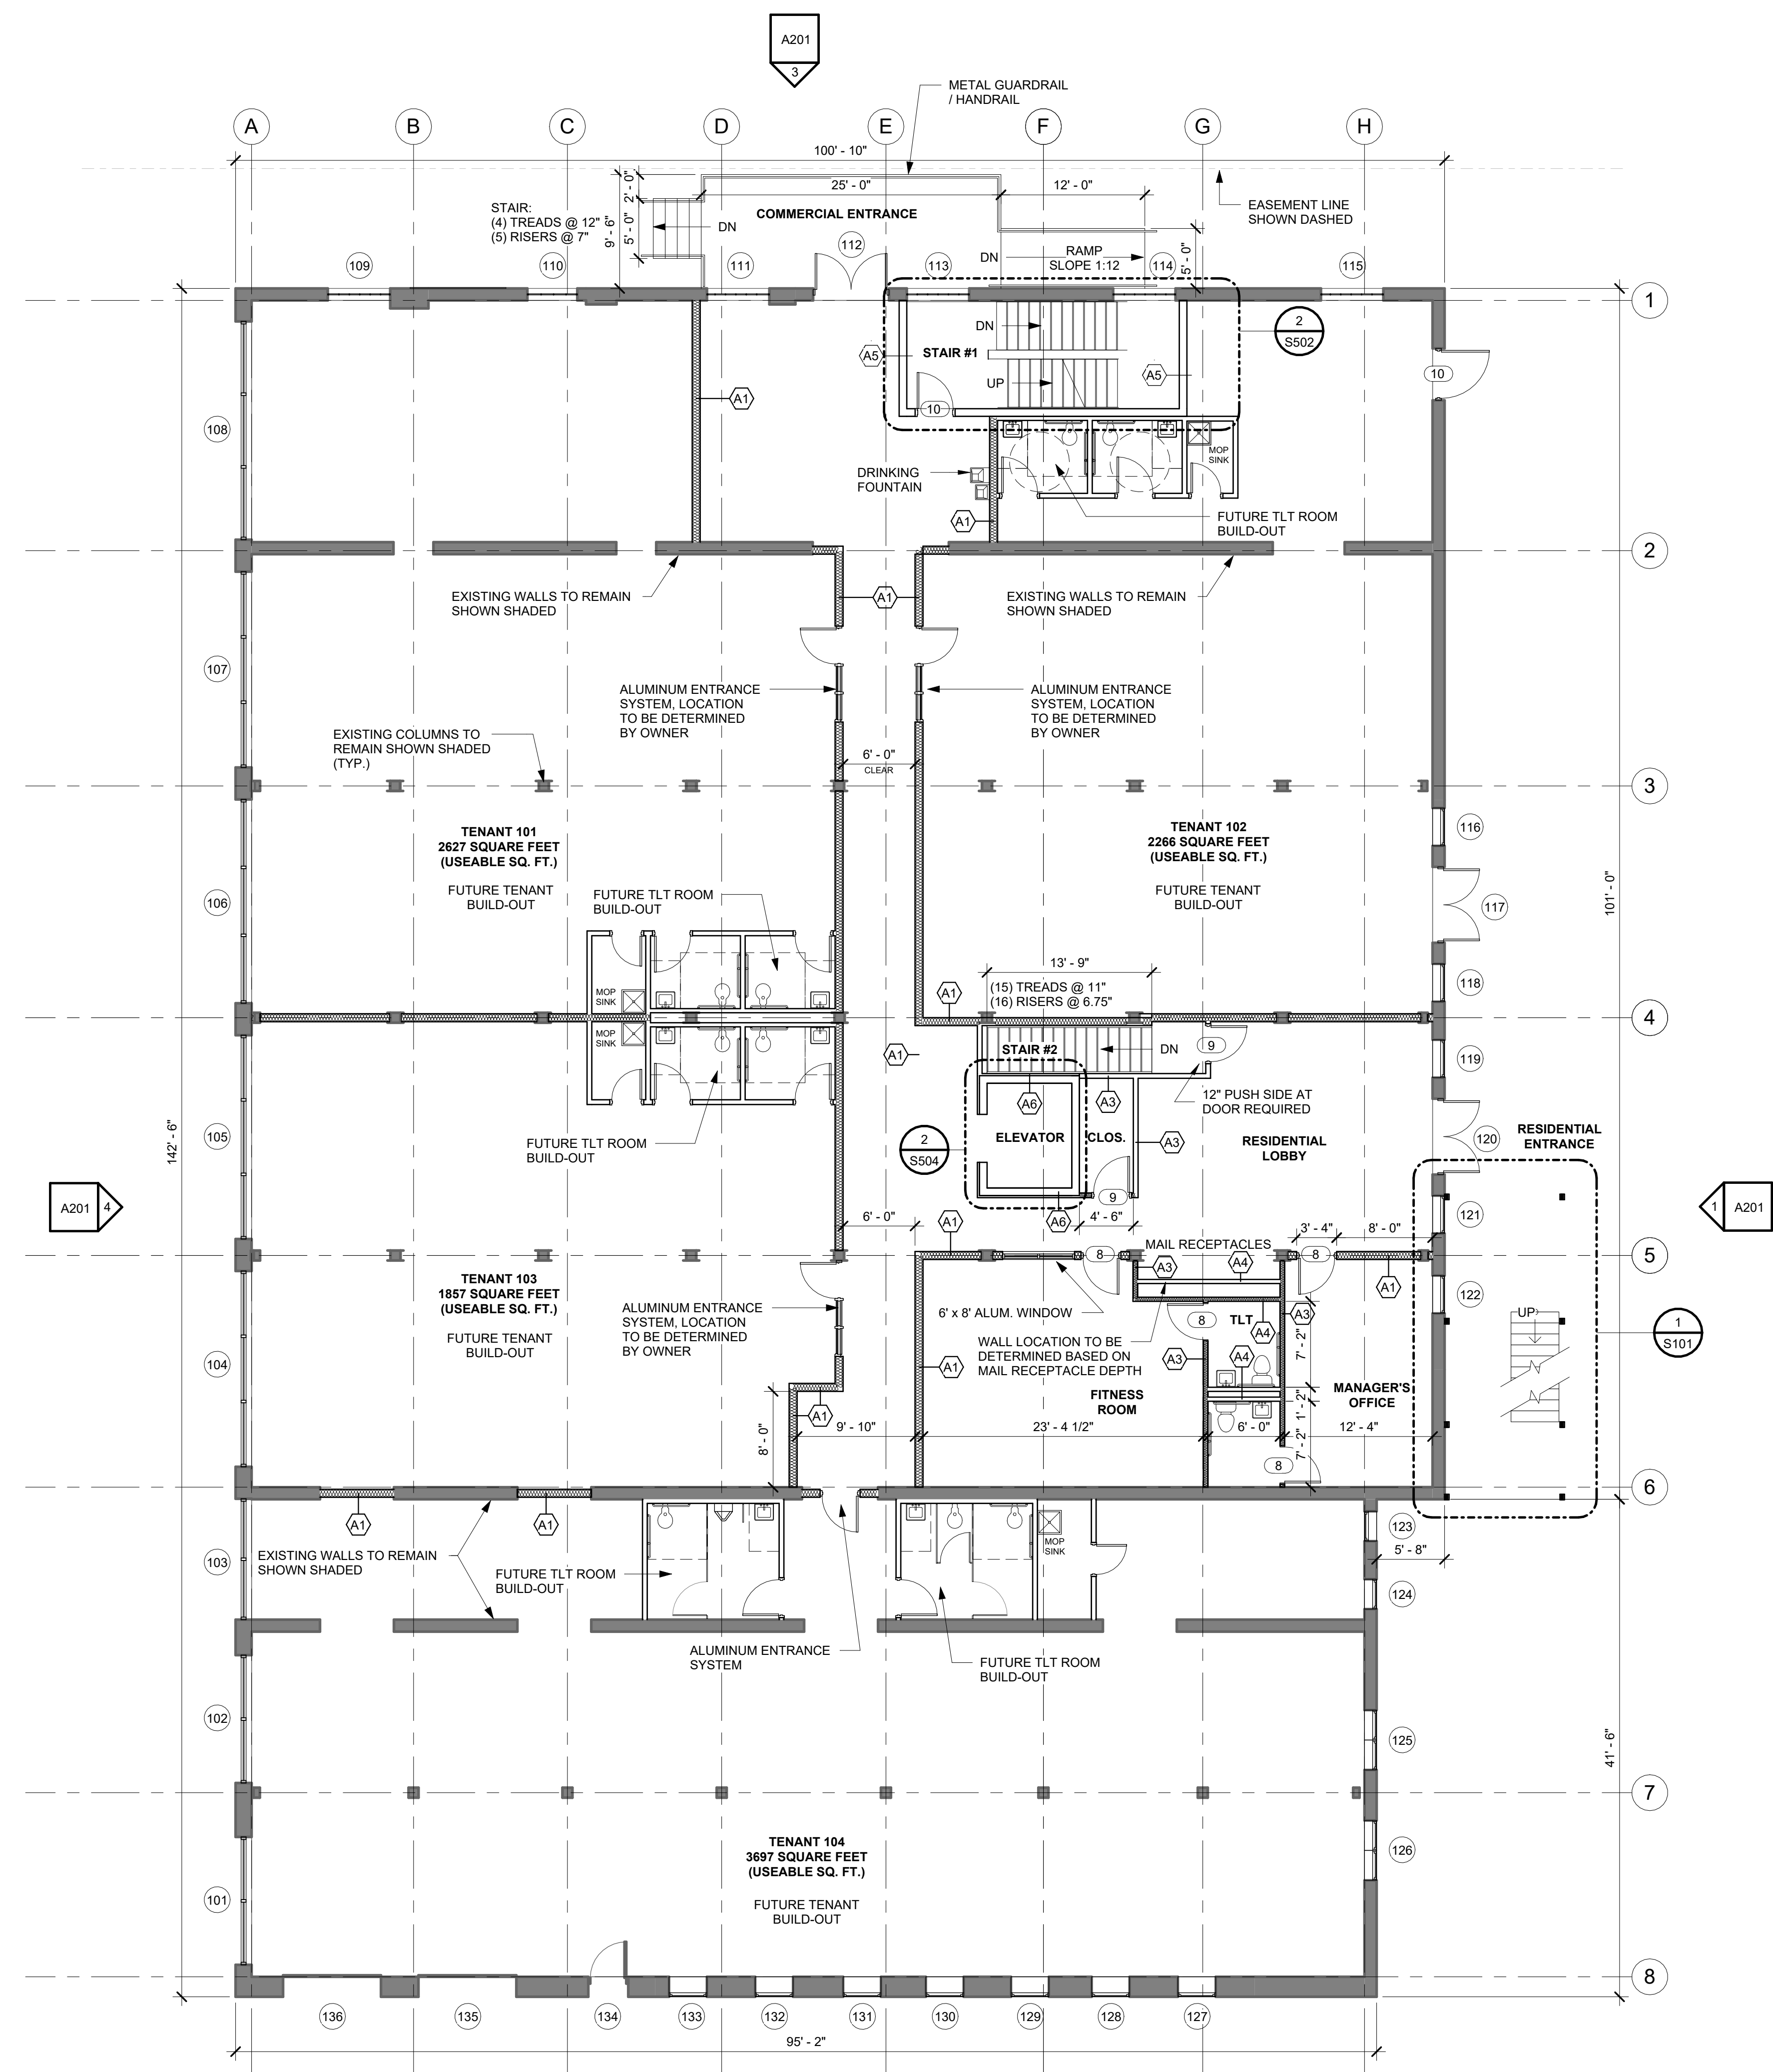 A201
3
METAL GUARDRAIL
/ HANDRAIL
A
B
C
D
E
F
G
H
100' - 10"
25' - 0"
12' - 0"
2' - 0"
9' - 6"
5' - 0"
5' - 0"
STAIR:
(4) TREADS @ 12"
(5) RISERS @ 7"
COMMERCIAL ENTRANCE
DN
EASEMENT LINE
SHOWN DASHED
DN
RAMP
SLOPE 1:12
109
110
111
112
113
114
115
1
DN
STAIR #1
UP
A5
A5
10
2
S502
10
A1
108
DRINKING
FOUNTAIN
MOP
SINK
A1
FUTURE TLT ROOM
BUILD-OUT
2
EXISTING WALLS TO REMAIN
SHOWN SHADED
A1
EXISTING WALLS TO REMAIN
SHOWN SHADED
107
ALUMINUM ENTRANCE
SYSTEM, LOCATION
TO BE DETERMINED
BY OWNER
ALUMINUM ENTRANCE
SYSTEM, LOCATION
TO BE DETERMINED
BY OWNER
EXISTING COLUMNS TO
REMAIN SHOWN SHADED
(TYP.)
6' - 0"
CLEAR
3
TENANT 101
2627 SQUARE FEET
(USEABLE SQ. FT.)
FUTURE TENANT
BUILD-OUT
TENANT 102
2266 SQUARE FEET
(USEABLE SQ. FT.)
FUTURE TENANT
BUILD-OUT
116
106
FUTURE TLT ROOM
BUILD-OUT
117
101' - 0"
118
MOP
SINK
MOP
SINK
13' - 9"
(15) TREADS @ 11"
(16) RISERS @ 6.75"
A1
4
STAIR #2
DN
9
A1
119
12" PUSH SIDE AT
DOOR REQUIRED
A6
A3
142' - 6"
105
FUTURE TLT ROOM
BUILD-OUT
2
S504
ELEVATOR
CLOS.
A3
RESIDENTIAL
LOBBY
120
RESIDENTIAL
ENTRANCE
9
A201
4
1
A201
6' - 0"
A1
A6
4' - 6"
121
3' - 4"
8' - 0"
MAIL RECEPTACLES
8
A3
A4
8
A1
5
TENANT 103
1857 SQUARE FEET
(USEABLE SQ. FT.)
FUTURE TENANT
BUILD-OUT
ALUMINUM ENTRANCE
SYSTEM, LOCATION
TO BE DETERMINED
BY OWNER
6' x 8' ALUM. WINDOW
8
TLT
A4
A3
122
UP
1
S101
WALL LOCATION TO BE
DETERMINED BASED ON
MAIL RECEPTACLE DEPTH
A3
A4
7' - 2"
104
A1
A1
8' - 0"
9' - 10"
FITNESS
ROOM
23' - 4 1/2"
6' - 0"
1' - 2"
7' - 2"
MANAGER'S
OFFICE
12' - 4"
8
6
A1
A1
103
EXISTING WALLS TO REMAIN
SHOWN SHADED
FUTURE TLT ROOM
BUILD-OUT
MOP
SINK
123
5' - 8"
124
ALUMINUM ENTRANCE
SYSTEM
FUTURE TLT ROOM
BUILD-OUT
102
125
41' - 6"
7
TENANT 104
3697 SQUARE FEET
(USEABLE SQ. FT.)
FUTURE TENANT
BUILD-OUT
126
101
8
136
135
134
133
132
131
130
129
128
127
95' - 2"